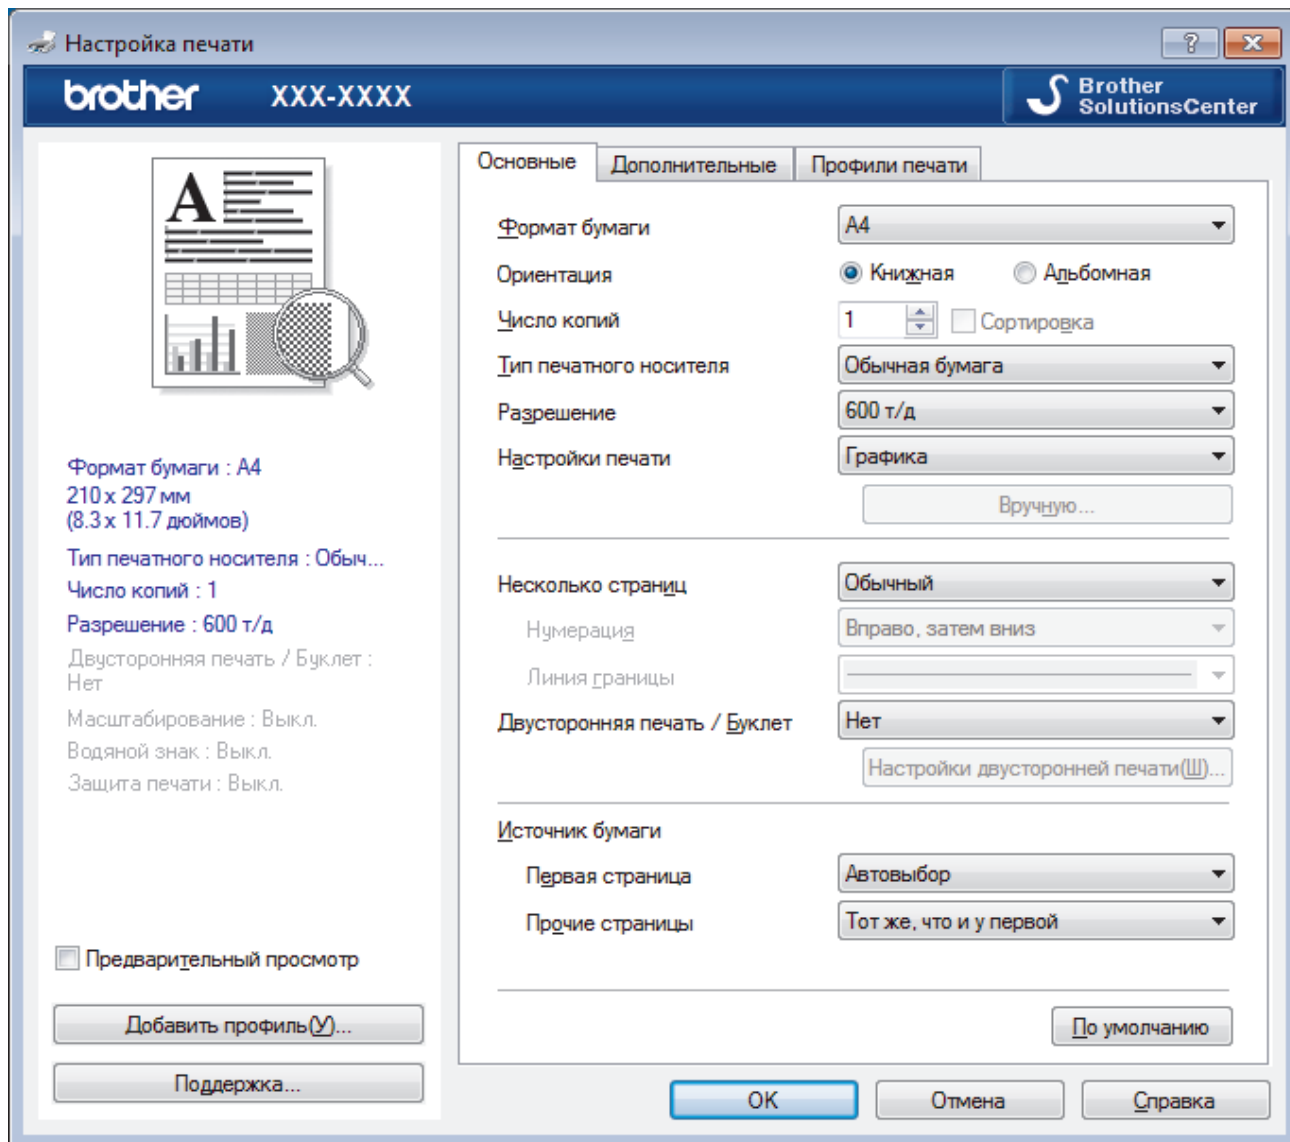 Настройка печати
brother XXX-XXXX
Brother
SolutionsCenter
A
Формат бумаги : A4
210 x 297 мм
(8.3 x 11.7 дюймов)
Тип печатного носителя : Обыч...
Число копий : 1
Разрешение : 600 т/д
Двусторонняя печать / Буклет :
Нет
Масштабирование : Выкл.
Водяной знак : Выкл.
Защита печати : Выкл.
Предварительный просмотр
Добавить профиль(У)...
Поддержка...
Основные Дополнительные Профили печати
Формат бумаги A4
Ориентация Книжная Альбомная
Число копий 1 Сортировка
Тип печатного носителя Обычная бумага
Разрешение 600 т/д
Настройки печати Графика
Вручную...
Несколько страниц Обычный
Нумерация Вправо, затем вниз
Линия границы
Двусторонняя печать / Буклет Нет
Настройки двусторонней печати(Ш)...
Источник бумаги
Первая страница Автовыбор
Прочие страницы Тот же, что и у первой
По умолчанию
OK Отмена Справка